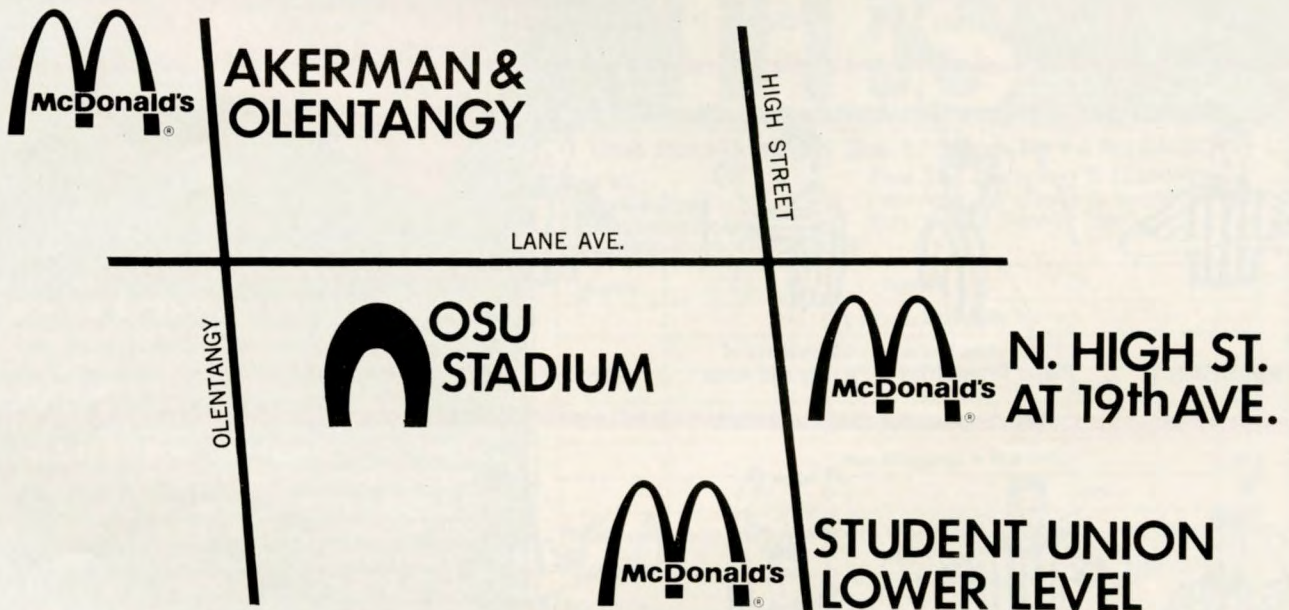 McDonald's
®
AKERMAN &
OLENTANGY
HIGH STREET
LANE AVE.
OLENTANGY
OSU
STADIUM
McDonald's
®
N. HIGH ST.
AT 19th AVE.
McDonald's
®
STUDENT UNION
LOWER LEVEL